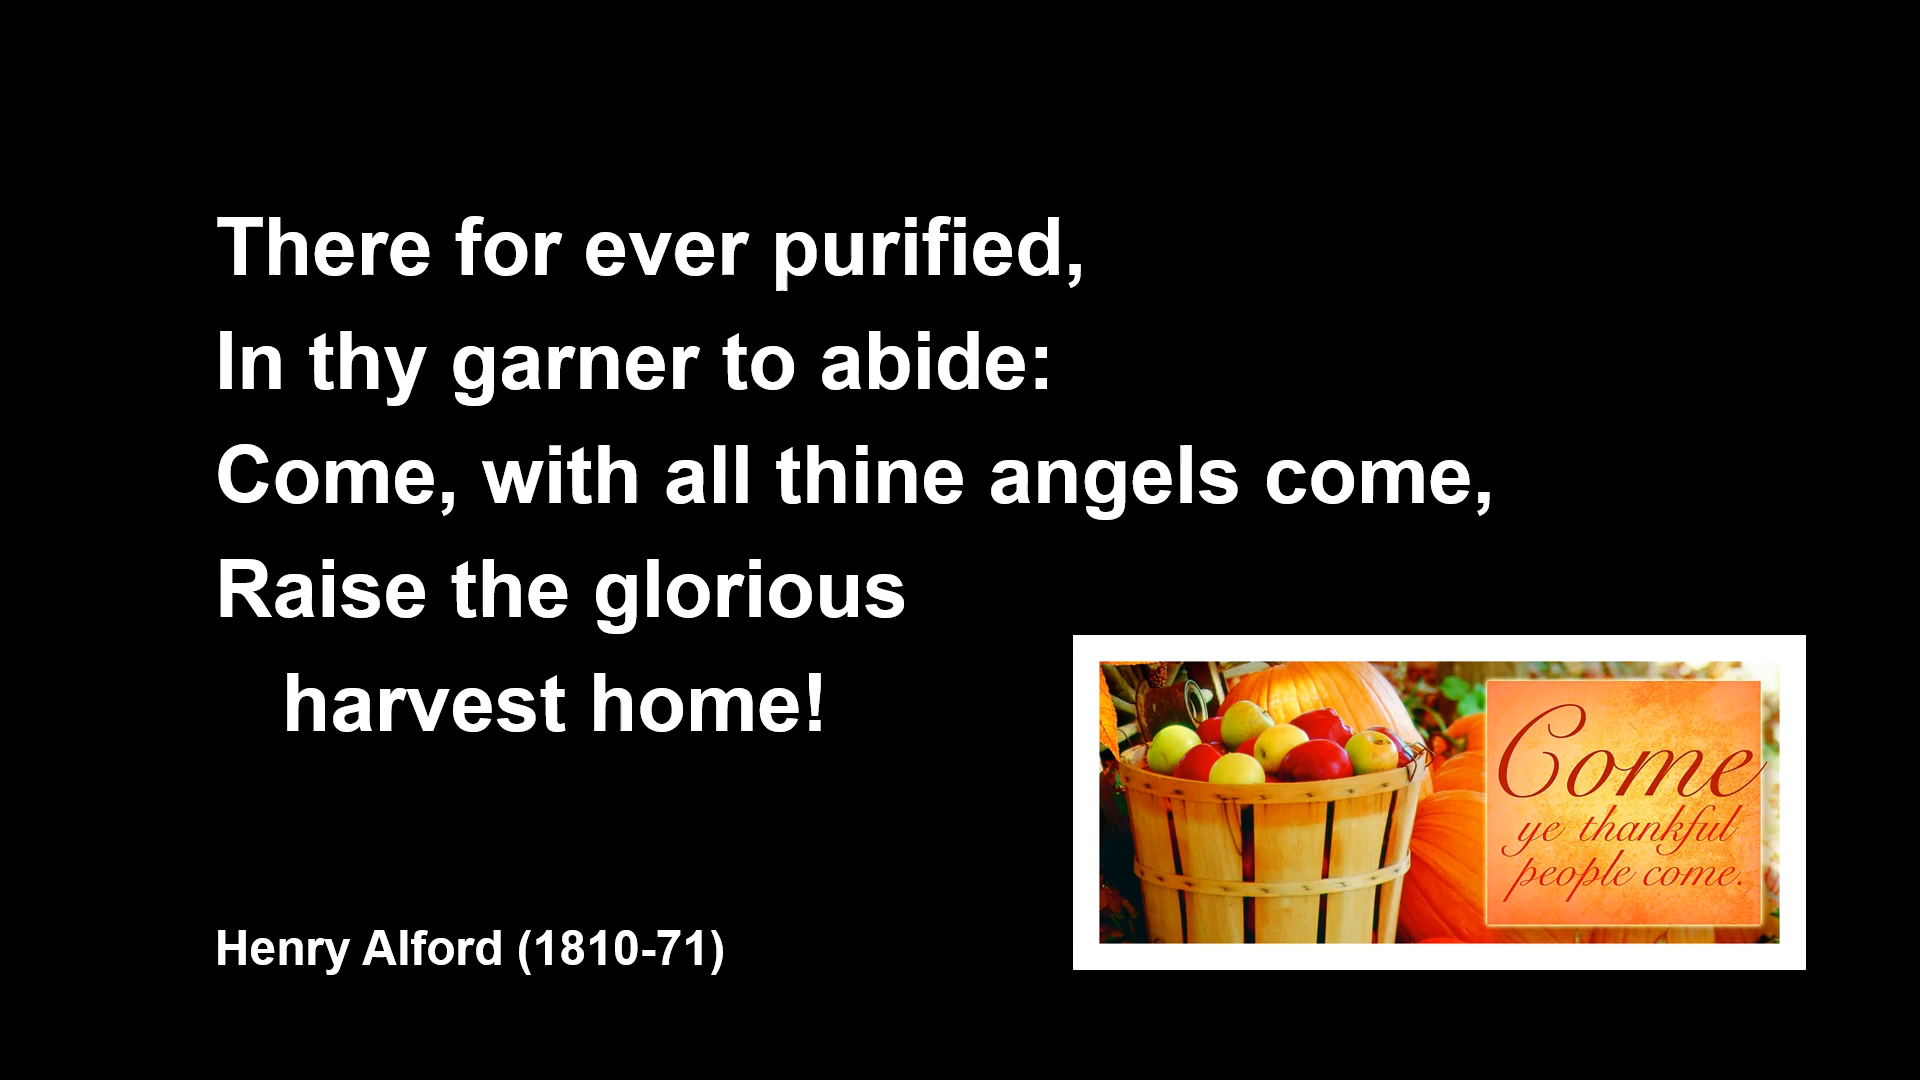 There for ever purified,
In thy garner to abide:
Come, with all thine angels come,
Raise the glorious
harvest home!
Henry Alford (1810-71)
Come
ye thankful
people come.